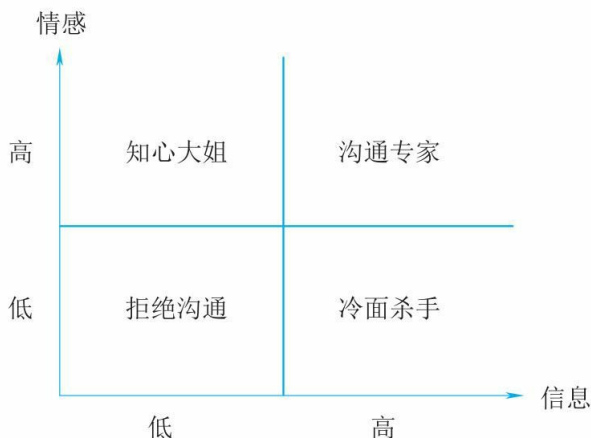 情感
高 知心大姐 沟通专家
低 拒绝沟通 冷面杀手
信息
低 高